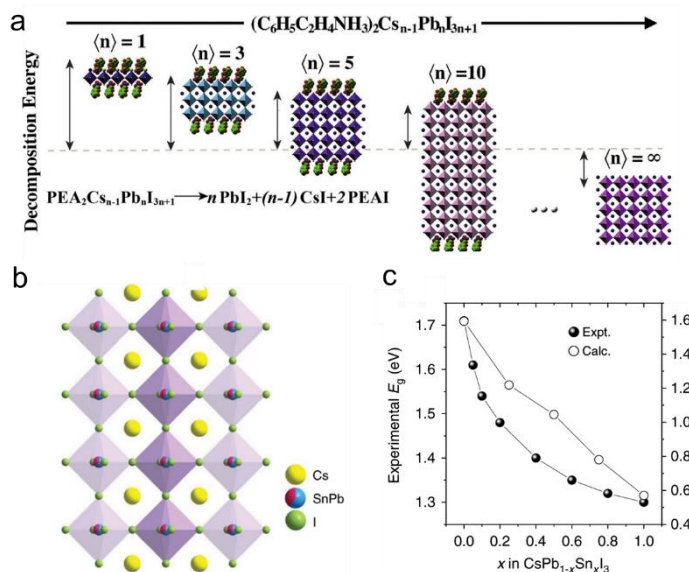 a
(C₆H₅C₂H₄NH₃)₂Csₙ₋₁PbₙI₃ₙ₊₁
⟨n⟩ = 1
⟨n⟩ = 3
⟨n⟩ = 5
⟨n⟩ =10
⟨n⟩ = ∞
Decomposition Energy
PEA₂Csₙ₋₁PbₙI₃ₙ₊₁ → n PbI₂+(n-1) CsI+2 PEAI
b
Cs
SnPb
I
c
Experimental E_g (eV)
1.7
1.6
1.5
1.4
1.3
Expt.
Calc.
1.6
1.4
1.2
1.0
0.8
0.6
0.4
0.0 0.2 0.4 0.6 0.8 1.0
x in CsPb₁₋ₓSnₓI₃